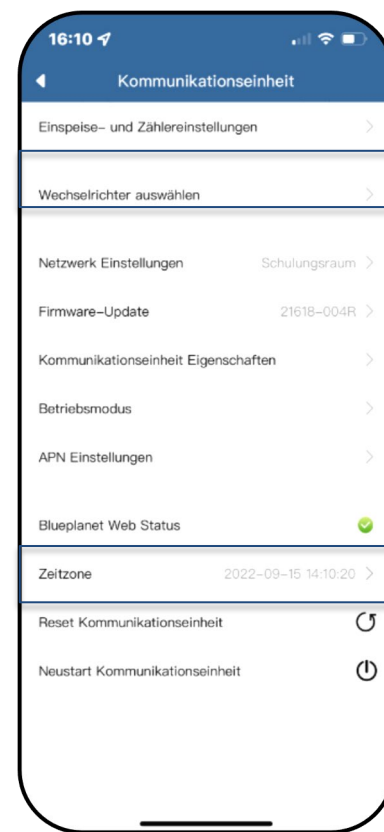 16:10
Kommunikationseinheit
Einspeise- und Zählereinstellungen
Wechselrichter auswählen
Netzwerk Einstellungen Schulungsraum
Firmware-Update 21618-004R
Kommunikationseinheit Eigenschaften
Betriebsmodus
APN Einstellungen
Blueplanet Web Status
Zeitzone 2022-09-15 14:10:20
Reset Kommunikationseinheit
Neustart Kommunikationseinheit